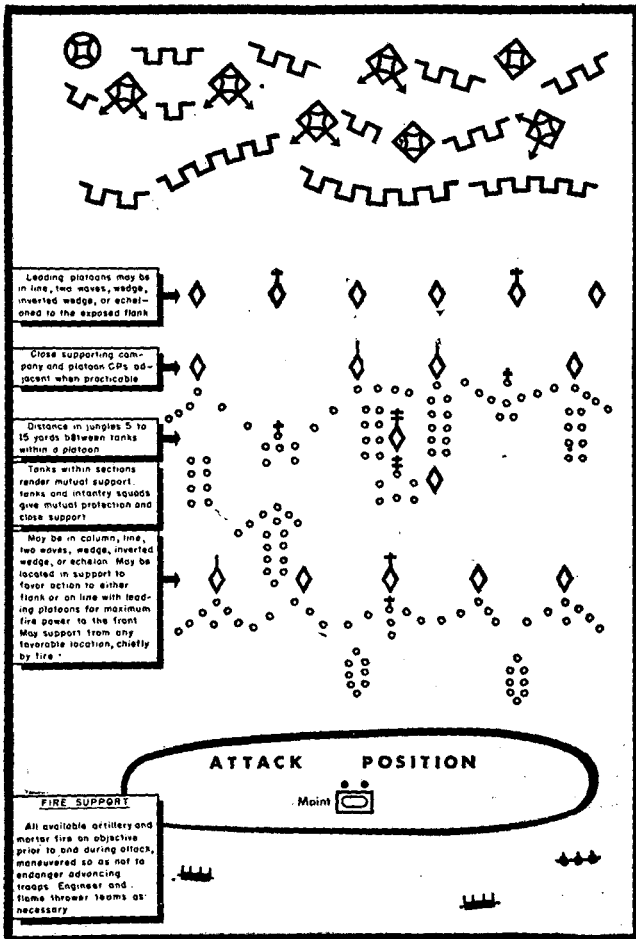 Leading platoons may be
in line, two waves, wedge,
inverted wedge, or echel-
oned to the exposed flank
Close supporting com-
pany and platoon CPs ad-
jacent when practicable
Distance in jungles 5 to
15 yards between tanks
within a platoon
Tanks within sections
render mutual support.
Tanks and infantry squads
give mutual protection and
close support
May be in column, line,
two waves, wedge, inverted
wedge, or echelon. May be
located in support to
favor action to either
flank or on line with lead-
ing platoons for maximum
fire power to the front
May support from any
favorable location, chiefly
by fire
ATTACK POSITION
Maint
FIRE SUPPORT
All available artillery and
mortar fire on objective
prior to and during attack,
maneuvered so as not to
endanger advancing
troops. Engineer and
flame thrower teams as
necessary